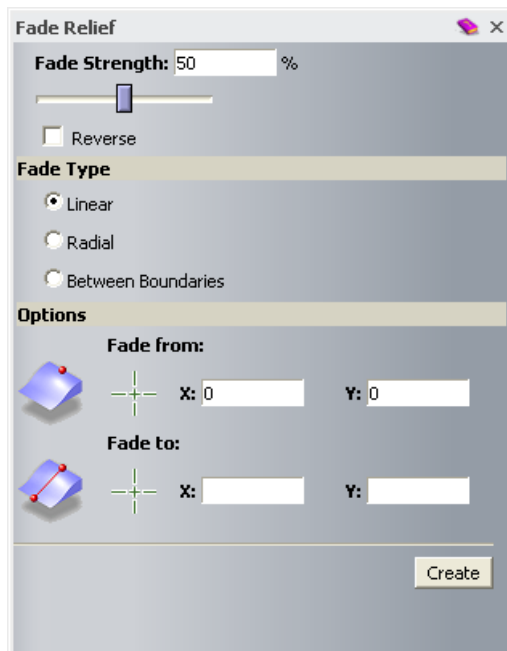 Fade Relief
Fade Strength: 50 %
Reverse
Fade Type
Linear
Radial
Between Boundaries
Options
Fade from:
X: 0 Y: 0
Fade to:
X: Y:
Create